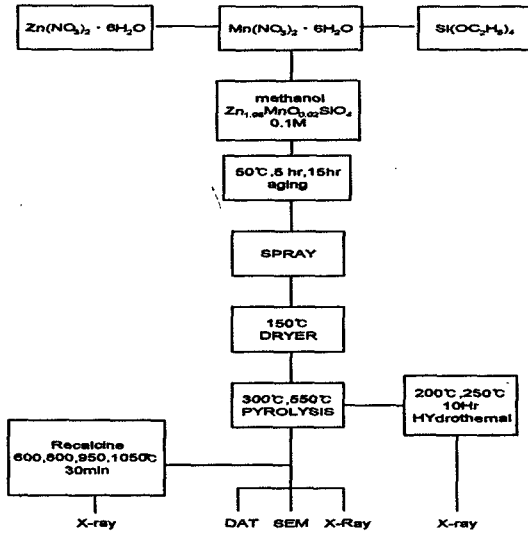 Zn(NO3)2 · 6H2O
Mn(NO3)2 · 6H2O
Si(OC2H5)4
methanol
Zn1.98MnO0.02SIO4
0.1M
50℃,5 hr,15hr
aging
SPRAY
150℃
DRYER
300℃,550℃
PYROLYSIS
200℃,250℃
10Hr
HYdrothemal
Recalcine
600,800,950,1050℃
30min
X-ray
DAT
SEM
X-Ray
X-ray